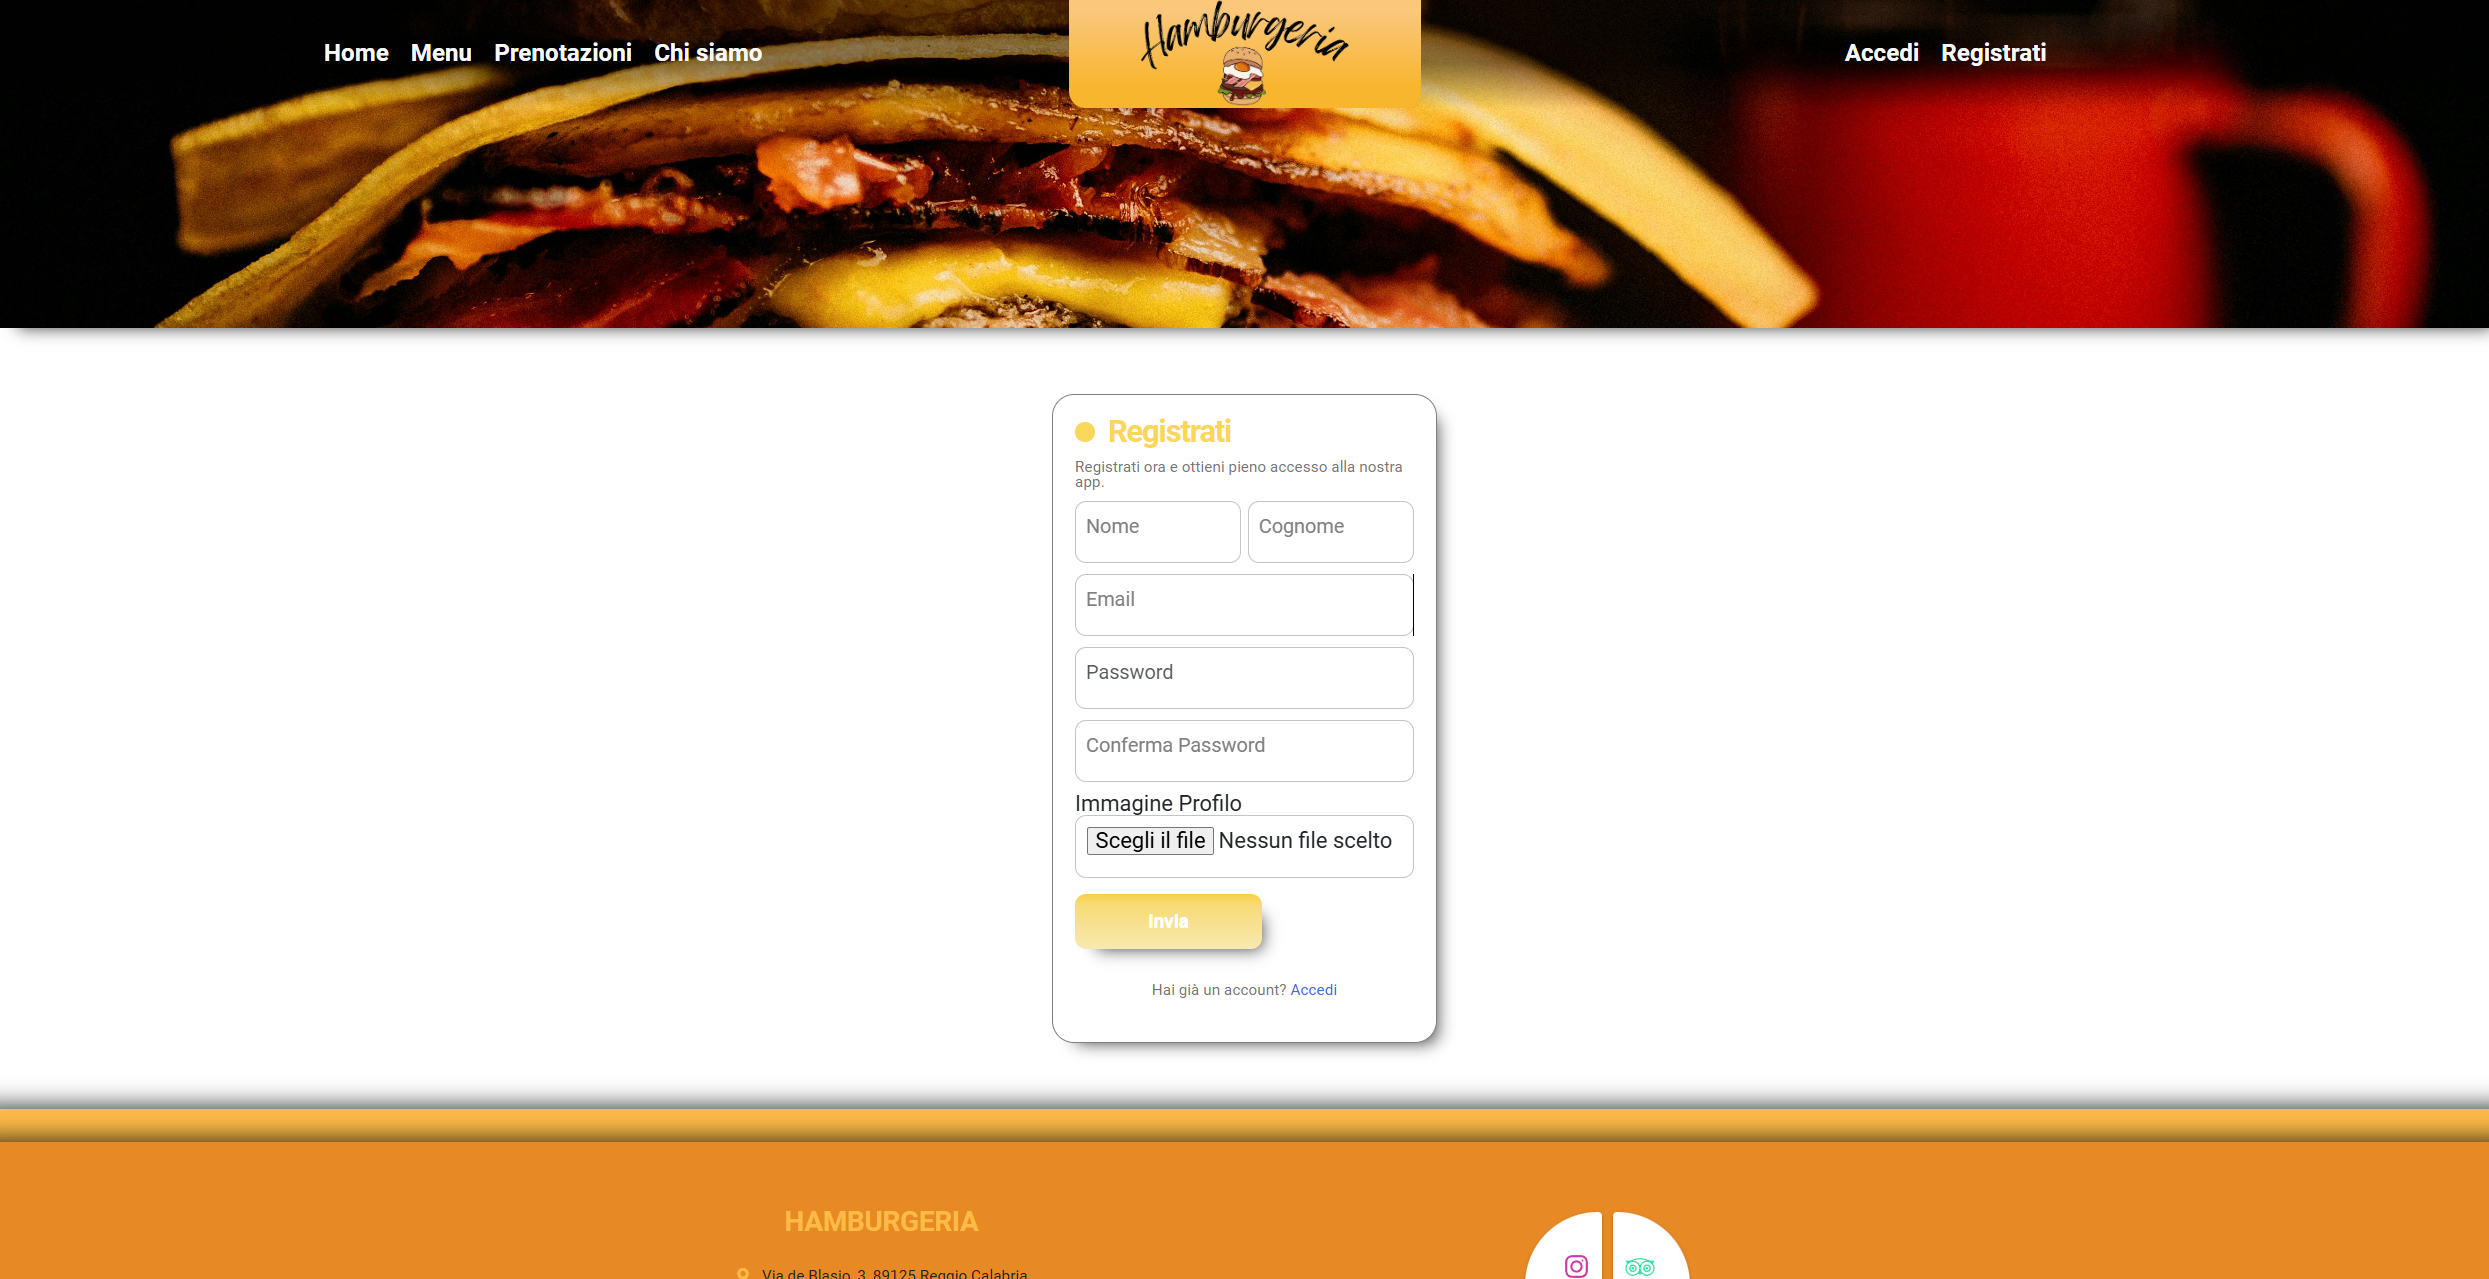 Home Menu Prenotazioni Chi siamo
Hamburgeria
Accedi Registrati
Registrati
Registrati ora e ottieni pieno accesso alla nostra
app.
Nome Cognome
Email
Password
Conferma Password
Immagine Profilo
Scegli il file Nessun file scelto
Invia
Hai già un account? Accedi
HAMBURGERIA
Via de Blasio, 3, 89125 Reggio Calabria